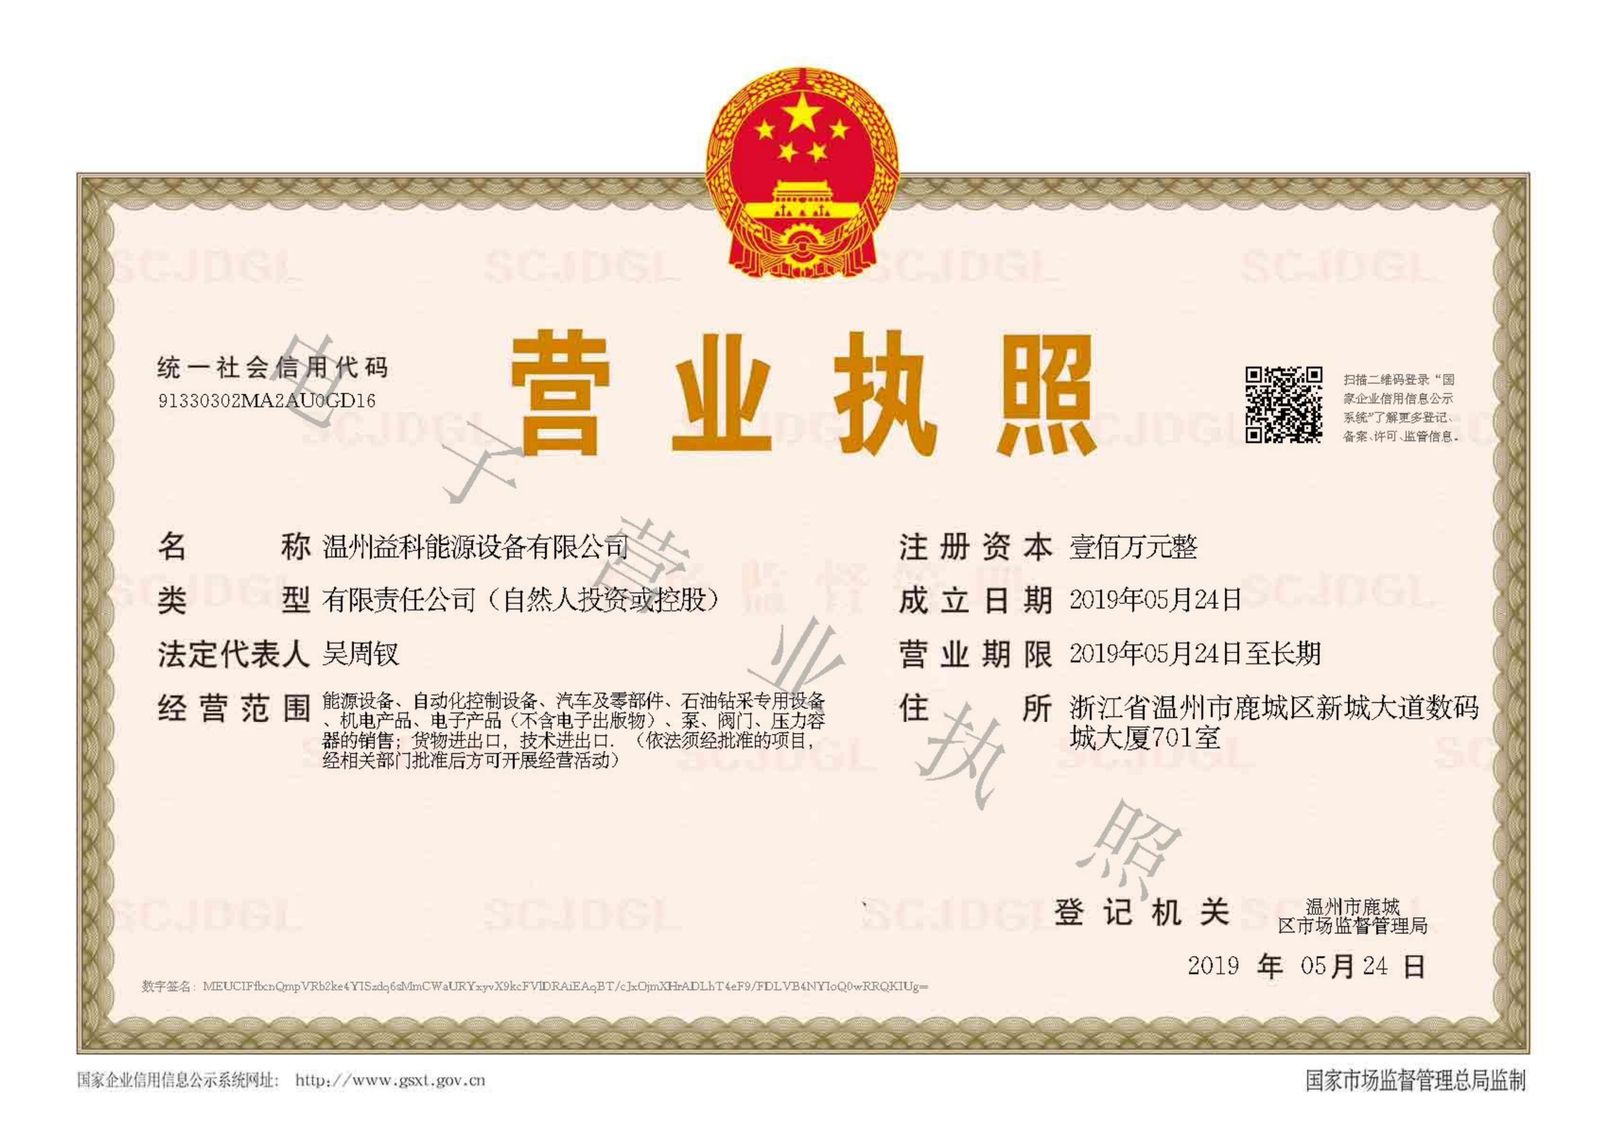 营业执照
统一社会信用代码
91330302MA2AU0GD16
扫描二维码登录“国
家企业信用信息公示
系统”了解更多登记、
备案、许可、监管信息。
名称 温州益科能源设备有限公司
类型 有限责任公司（自然人投资或控股）
法定代表人 吴周钗
经营范围 能源设备、自动化控制设备、汽车及零部件、石油钻采专用设备
、机电产品、电子产品（不含电子出版物）、泵、阀门、压力容
器的销售；货物进出口，技术进出口．（依法须经批准的项目，
经相关部门批准后方可开展经营活动）
注册资本 壹佰万元整
成立日期 2019年05月24日
营业期限 2019年05月24日至长期
住所 浙江省温州市鹿城区新城大道数码
城大厦701室
电子营业执照
登记机关 温州市鹿城
区市场监督管理局
2019 年 05月24 日
数字签名：
国家企业信用信息公示系统网址： http://www.gsxt.gov.cn
国家市场监督管理总局监制
SCJDGL